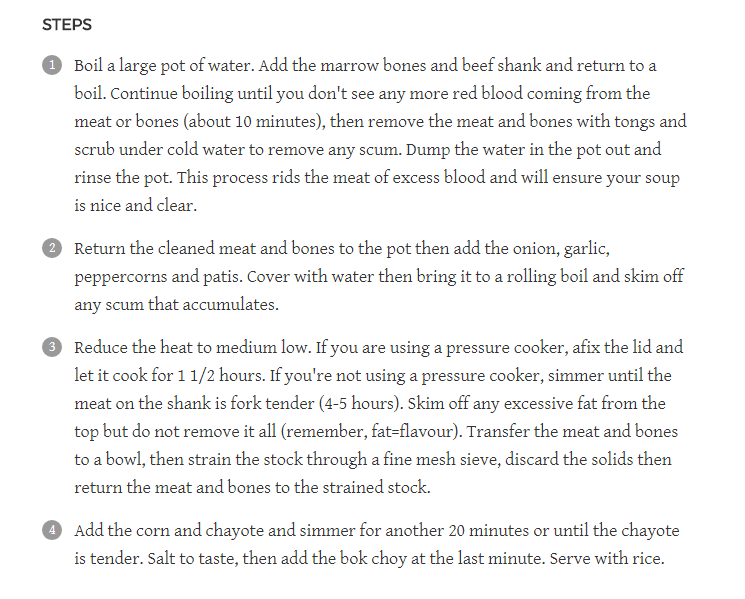 STEPS
1 Boil a large pot of water. Add the marrow bones and beef shank and return to a
boil. Continue boiling until you don't see any more red blood coming from the
meat or bones (about 10 minutes), then remove the meat and bones with tongs and
scrub under cold water to remove any scum. Dump the water in the pot out and
rinse the pot. This process rids the meat of excess blood and will ensure your soup
is nice and clear.
2 Return the cleaned meat and bones to the pot then add the onion, garlic,
peppercorns and patis. Cover with water then bring it to a rolling boil and skim off
any scum that accumulates.
3 Reduce the heat to medium low. If you are using a pressure cooker, afix the lid and
let it cook for 1 1/2 hours. If you're not using a pressure cooker, simmer until the
meat on the shank is fork tender (4-5 hours). Skim off any excessive fat from the
top but do not remove it all (remember, fat=flavour). Transfer the meat and bones
to a bowl, then strain the stock through a fine mesh sieve, discard the solids then
return the meat and bones to the strained stock.
4 Add the corn and chayote and simmer for another 20 minutes or until the chayote
is tender. Salt to taste, then add the bok choy at the last minute. Serve with rice.